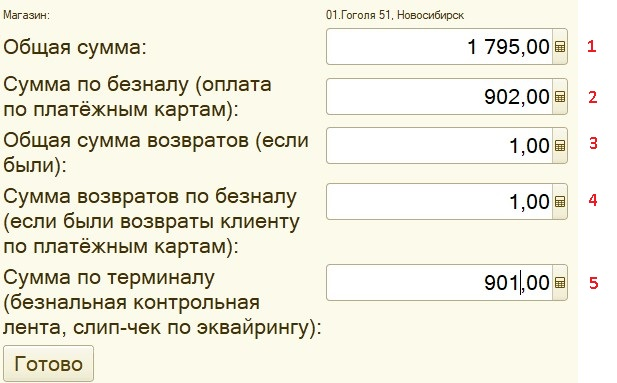 Магазин: 01.Гоголя 51, Новосибирск
Общая сумма: 1 795,00 1
Сумма по безналу (оплата
по платёжным картам): 902,00 2
Общая сумма возвратов (если
были): 1,00 3
Сумма возвратов по безналу
(если были возвраты клиенту
по платёжным картам): 1,00 4
Сумма по терминалу
(безнальная контрольная
лента, слип-чек по эквайрингу): 901,00 5
Готово